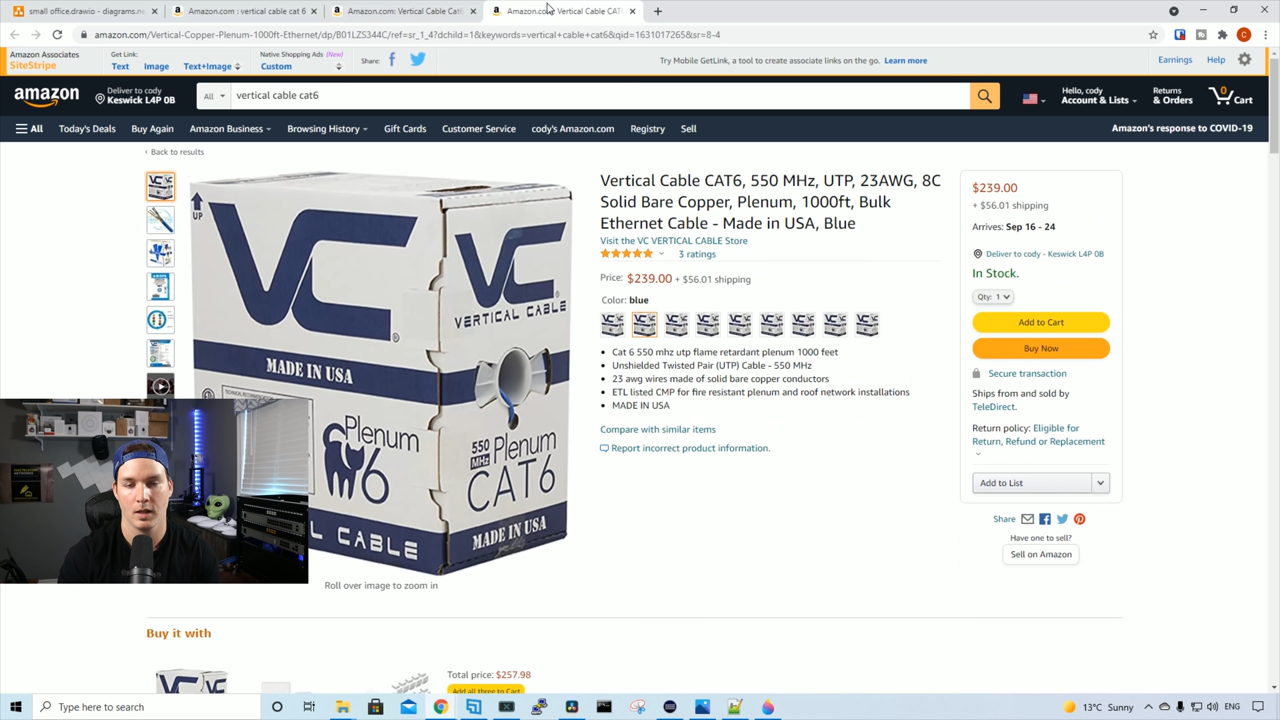 small office.drawio - diagrams.ne
Amazon.com : vertical cable cat 6
Amazon.com: Vertical Cable Cat6
Amazon.com: Vertical Cable CAT
amazon.com/Vertical-Copper-Plenum-1000ft-Ethernet/dp/B01LZS344C/ref=sr_1_4?dchild=1&keywords=vertical+cable+cat6&qid=1631017265&sr=8-4
Amazon Associates
SiteStripe
Get Link:
Text
Image
Text+Image
Native Shopping Ads (New)
Custom
Share:
Try Mobile GetLink, a tool to create associate links on the go. Learn more
Earnings
Help
amazon
Deliver to cody
Keswick L4P 0B
All
vertical cable cat6
Hello, cody
Account & Lists
Returns
& Orders
0
Cart
All
Today's Deals
Buy Again
Amazon Business
Browsing History
Gift Cards
Customer Service
cody's Amazon.com
Registry
Sell
Amazon's response to COVID-19
‹ Back to results
UP
VC
MADE IN USA
Plenum
6
CABLE
VC
VERTICAL CABLE
550 MHz Plenum
CAT6
MADE IN USA
Roll over image to zoom in
Vertical Cable CAT6, 550 MHz, UTP, 23AWG, 8C
Solid Bare Copper, Plenum, 1000ft, Bulk
Ethernet Cable - Made in USA, Blue
Visit the VC VERTICAL CABLE Store
3 ratings
Price: $239.00 + $56.01 shipping
Color: blue
• Cat 6 550 mhz utp flame retardant plenum 1000 feet
• Unshielded Twisted Pair (UTP) Cable - 550 MHz
• 23 awg wires made of solid bare copper conductors
• ETL listed CMP for fire resistant plenum and roof network installations
• MADE IN USA
Compare with similar items
Report incorrect product information.
$239.00
+ $56.01 shipping
Arrives: Sep 16 - 24
Deliver to cody - Keswick L4P 0B
In Stock.
Qty: 1
Add to Cart
Buy Now
Secure transaction
Ships from and sold by
TeleDirect.
Return policy: Eligible for
Return, Refund or Replacement
Add to List
Share
Have one to sell?
Sell on Amazon
Buy it with
Total price: $257.98
Add all three to Cart
Type here to search
13°C Sunny
ENG